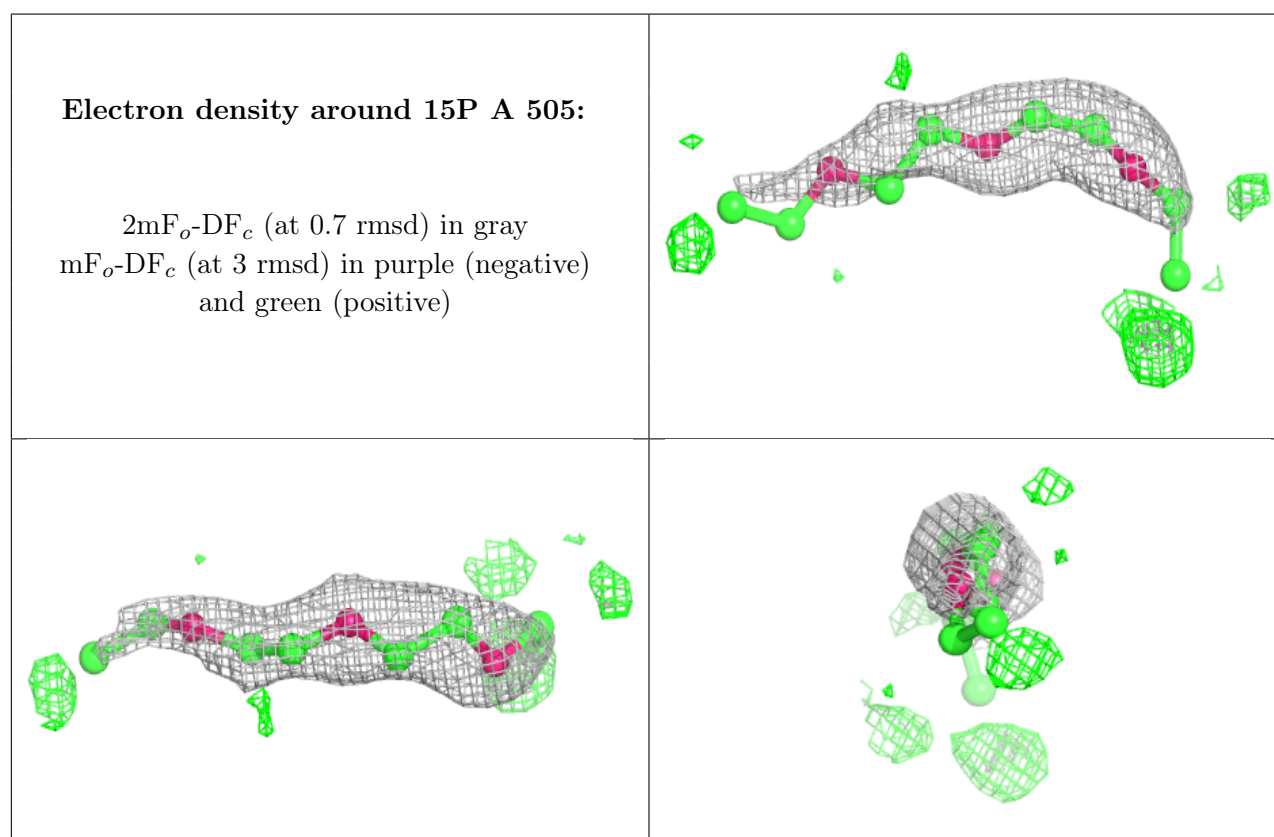 Electron density around 15P A 505:
2mFo-DFc (at 0.7 rmsd) in gray
mFo-DFc (at 3 rmsd) in purple (negative)
and green (positive)